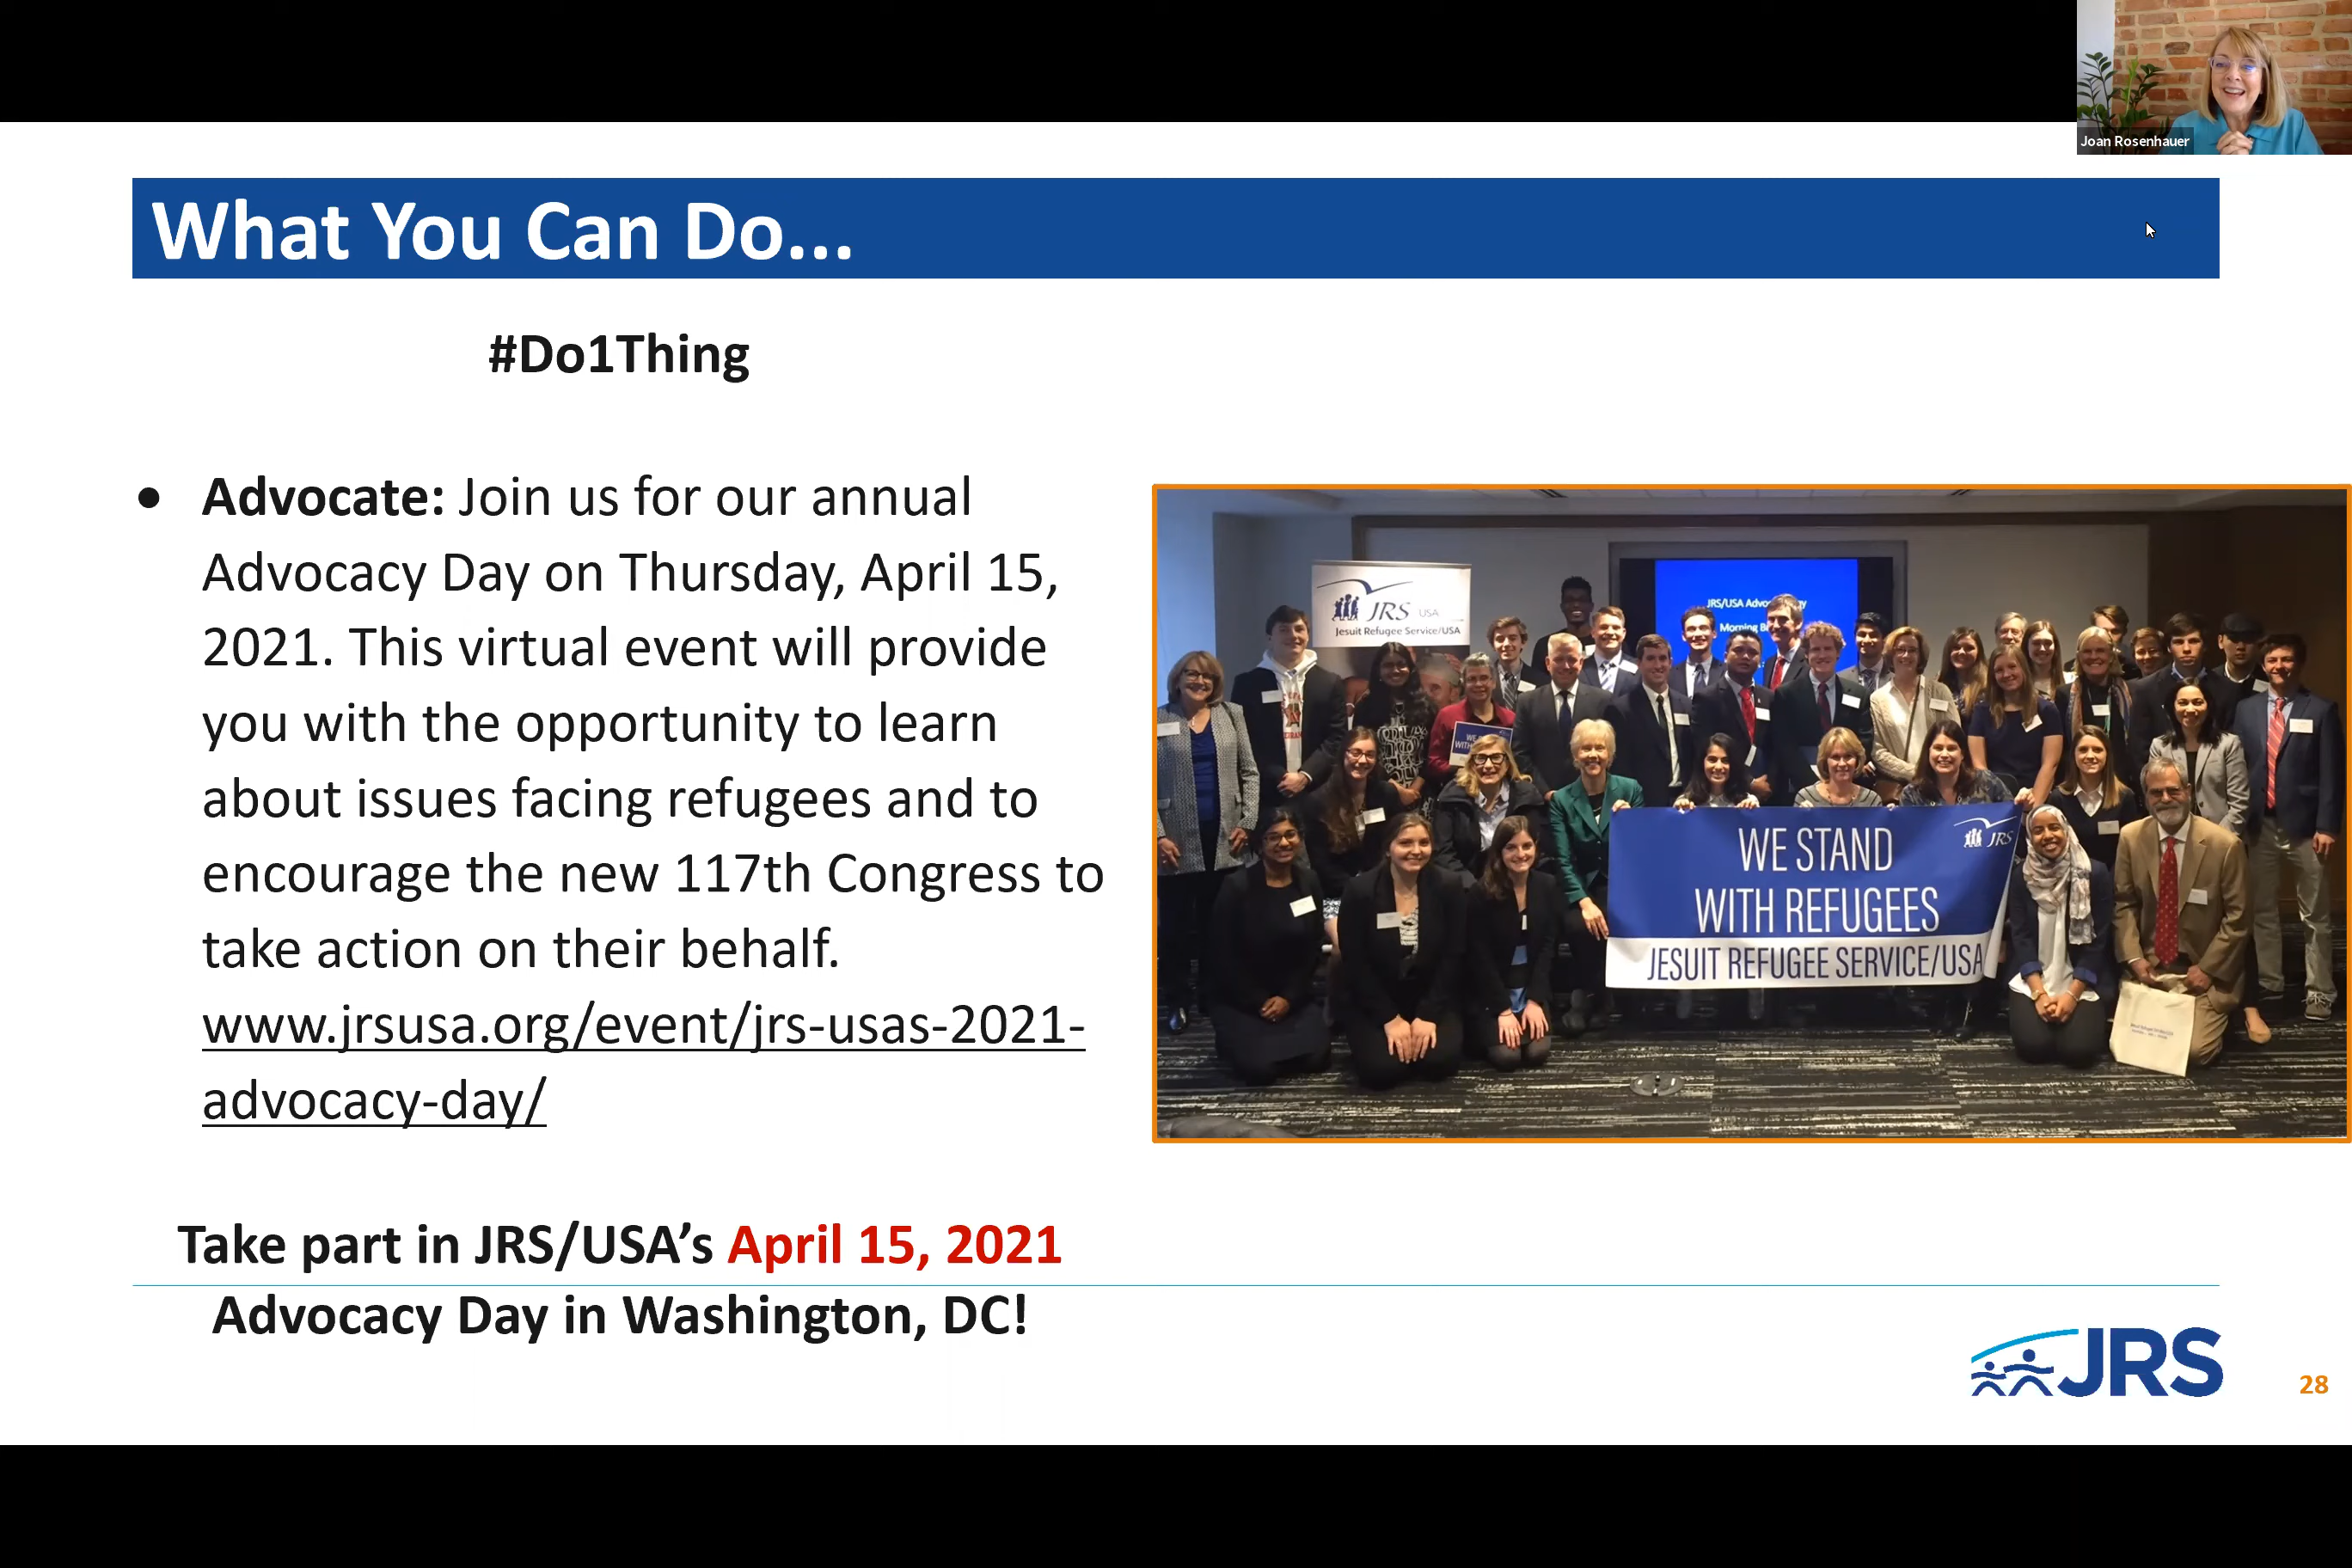 Joan Rosenhauer
What You Can Do...
#Do1Thing
• Advocate: Join us for our annual
Advocacy Day on Thursday, April 15,
2021. This virtual event will provide
you with the opportunity to learn
about issues facing refugees and to
encourage the new 117th Congress to
take action on their behalf.
www.jrsusa.org/event/jrs-usas-2021-
advocacy-day/
Take part in JRS/USA’s April 15, 2021
Advocacy Day in Washington, DC!
JRS USA
Jesuit Refugee Service/USA
JRS/USA
Morning
WE STAND
WITH REFUGEES
JESUIT REFUGEE SERVICE/USA
JRS
JRS
28